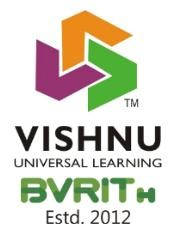 TM
VISHNU
UNIVERSAL LEARNING
BVRITH
Estd. 2012